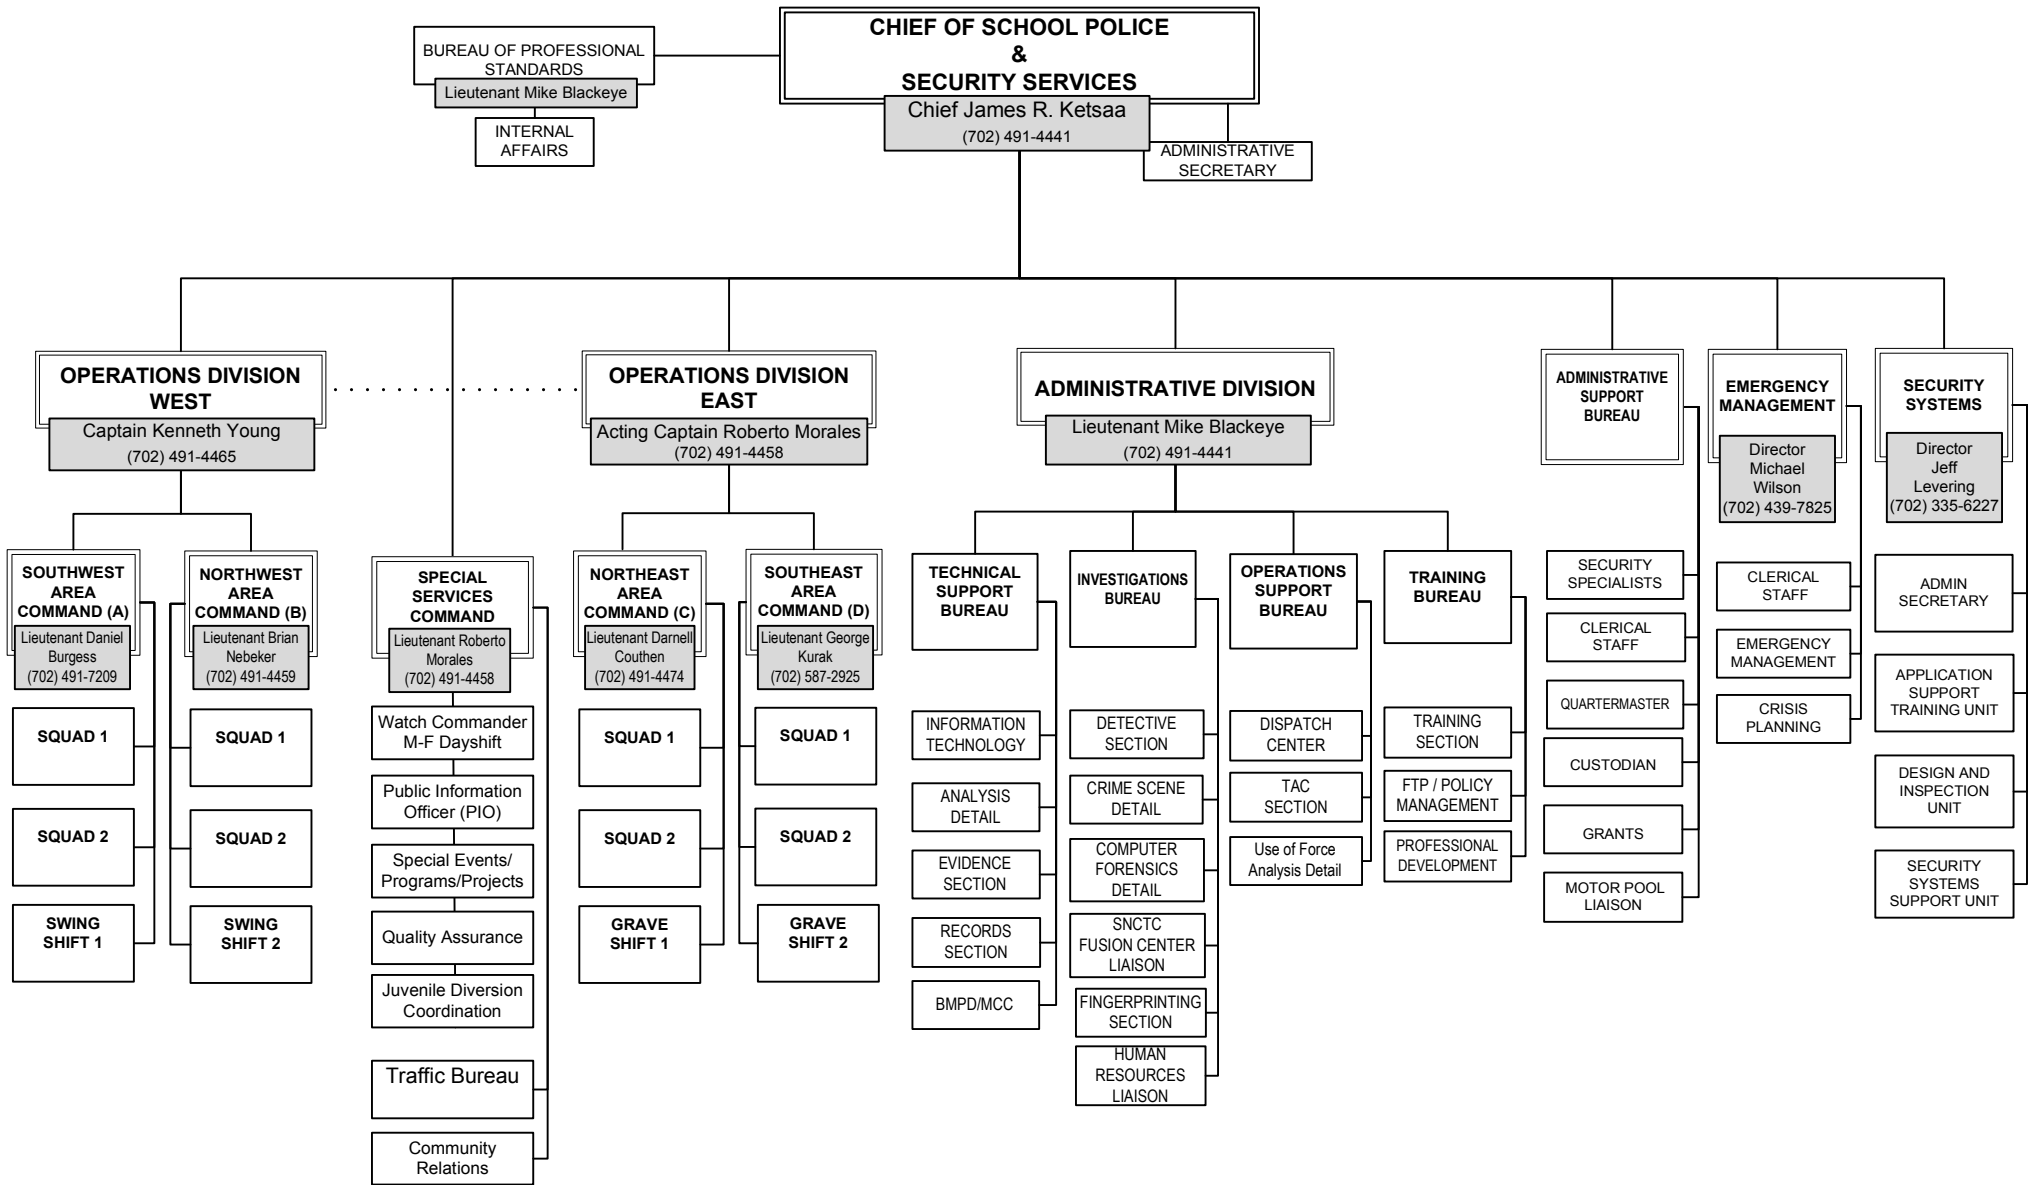 CHIEF OF SCHOOL POLICE
&
SECURITY SERVICES
Chief James R. Ketsaa
(702) 491-4441
BUREAU OF PROFESSIONAL
STANDARDS
Lieutenant Mike Blackeye
INTERNAL
AFFAIRS
ADMINISTRATIVE
SECRETARY
OPERATIONS DIVISION
WEST
Captain Kenneth Young
(702) 491-4465
SOUTHWEST
AREA
COMMAND (A)
Lieutenant Daniel
Burgess
(702) 491-7209
SQUAD 1
SQUAD 2
SWING
SHIFT 1
NORTHWEST
AREA
COMMAND (B)
Lieutenant Brian
Nebeker
(702) 491-4459
SQUAD 1
SQUAD 2
SWING
SHIFT 2
SPECIAL
SERVICES
COMMAND
Lieutenant Roberto
Morales
(702) 491-4458
Watch Commander
M-F Dayshift
Public Information
Officer (PIO)
Special Events/
Programs/Projects
Quality Assurance
Juvenile Diversion
Coordination
Traffic Bureau
Community
Relations
OPERATIONS DIVISION
EAST
Acting Captain Roberto Morales
(702) 491-4458
NORTHEAST
AREA
COMMAND (C)
Lieutenant Darnell
Couthen
(702) 491-4474
SQUAD 1
SQUAD 2
GRAVE
SHIFT 1
SOUTHEAST
AREA
COMMAND (D)
Lieutenant George
Kurak
(702) 587-2925
SQUAD 1
SQUAD 2
GRAVE
SHIFT 2
ADMINISTRATIVE DIVISION
Lieutenant Mike Blackeye
(702) 491-4441
TECHNICAL
SUPPORT
BUREAU
INFORMATION
TECHNOLOGY
ANALYSIS
DETAIL
EVIDENCE
SECTION
RECORDS
SECTION
BMPD/MCC
INVESTIGATIONS
BUREAU
DETECTIVE
SECTION
CRIME SCENE
DETAIL
COMPUTER
FORENSICS
DETAIL
SNCTC
FUSION CENTER
LIAISON
FINGERPRINTING
SECTION
HUMAN
RESOURCES
LIAISON
OPERATIONS
SUPPORT
BUREAU
DISPATCH
CENTER
TAC
SECTION
Use of Force
Analysis Detail
TRAINING
BUREAU
TRAINING
SECTION
FTP / POLICY
MANAGEMENT
PROFESSIONAL
DEVELOPMENT
ADMINISTRATIVE
SUPPORT
BUREAU
SECURITY
SPECIALISTS
CLERICAL
STAFF
QUARTERMASTER
CUSTODIAN
GRANTS
MOTOR POOL
LIAISON
EMERGENCY
MANAGEMENT
Director
Michael
Wilson
(702) 439-7825
CLERICAL
STAFF
EMERGENCY
MANAGEMENT
CRISIS
PLANNING
SECURITY
SYSTEMS
Director
Jeff
Levering
(702) 335-6227
ADMIN
SECRETARY
APPLICATION
SUPPORT
TRAINING UNIT
DESIGN AND
INSPECTION
UNIT
SECURITY
SYSTEMS
SUPPORT UNIT